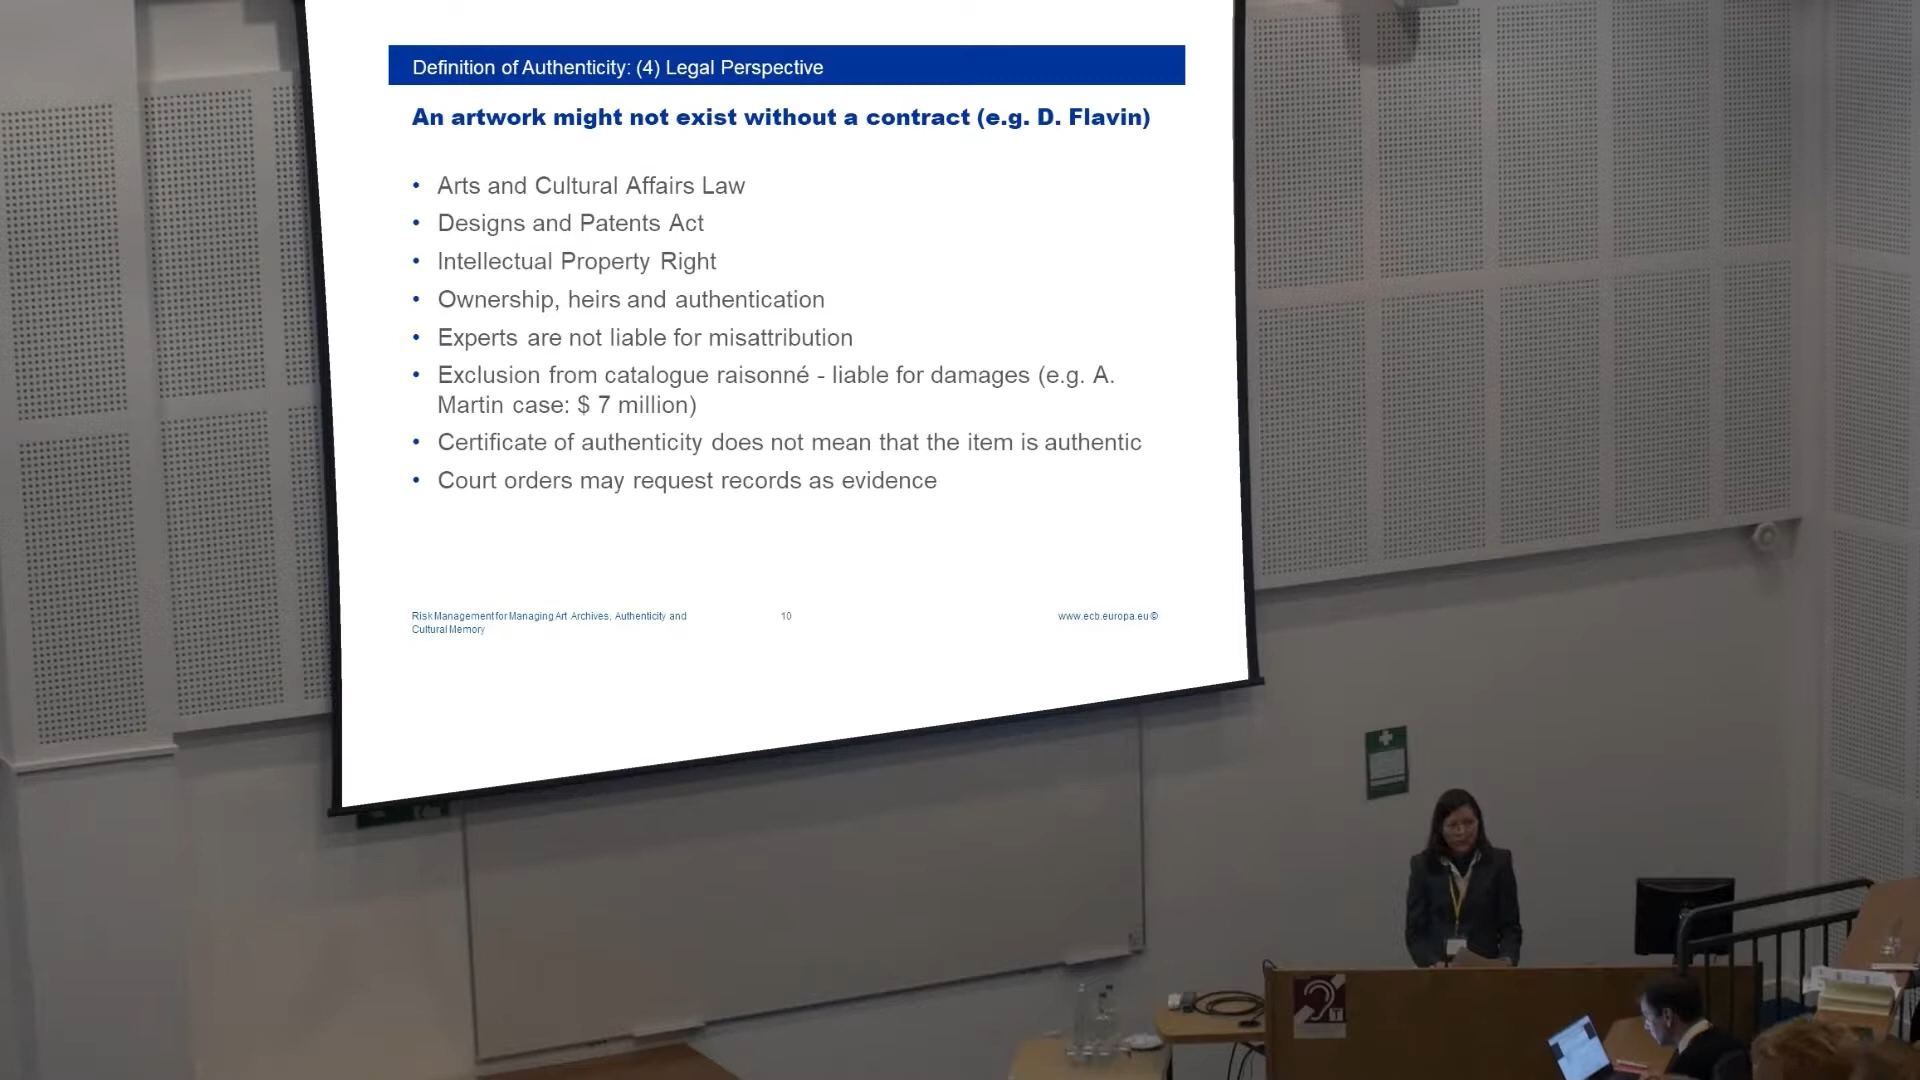 Definition of Authenticity: (4) Legal Perspective
An artwork might not exist without a contract (e.g. D. Flavin)
• Arts and Cultural Affairs Law
• Designs and Patents Act
• Intellectual Property Right
• Ownership, heirs and authentication
• Experts are not liable for misattribution
• Exclusion from catalogue raisonné - liable for damages (e.g. A.
Martin case: $ 7 million)
• Certificate of authenticity does not mean that the item is authentic
• Court orders may request records as evidence
Risk Management for Managing Art Archives, Authenticity and
Cultural Memory
10
www.ecb.europa.eu ©
T